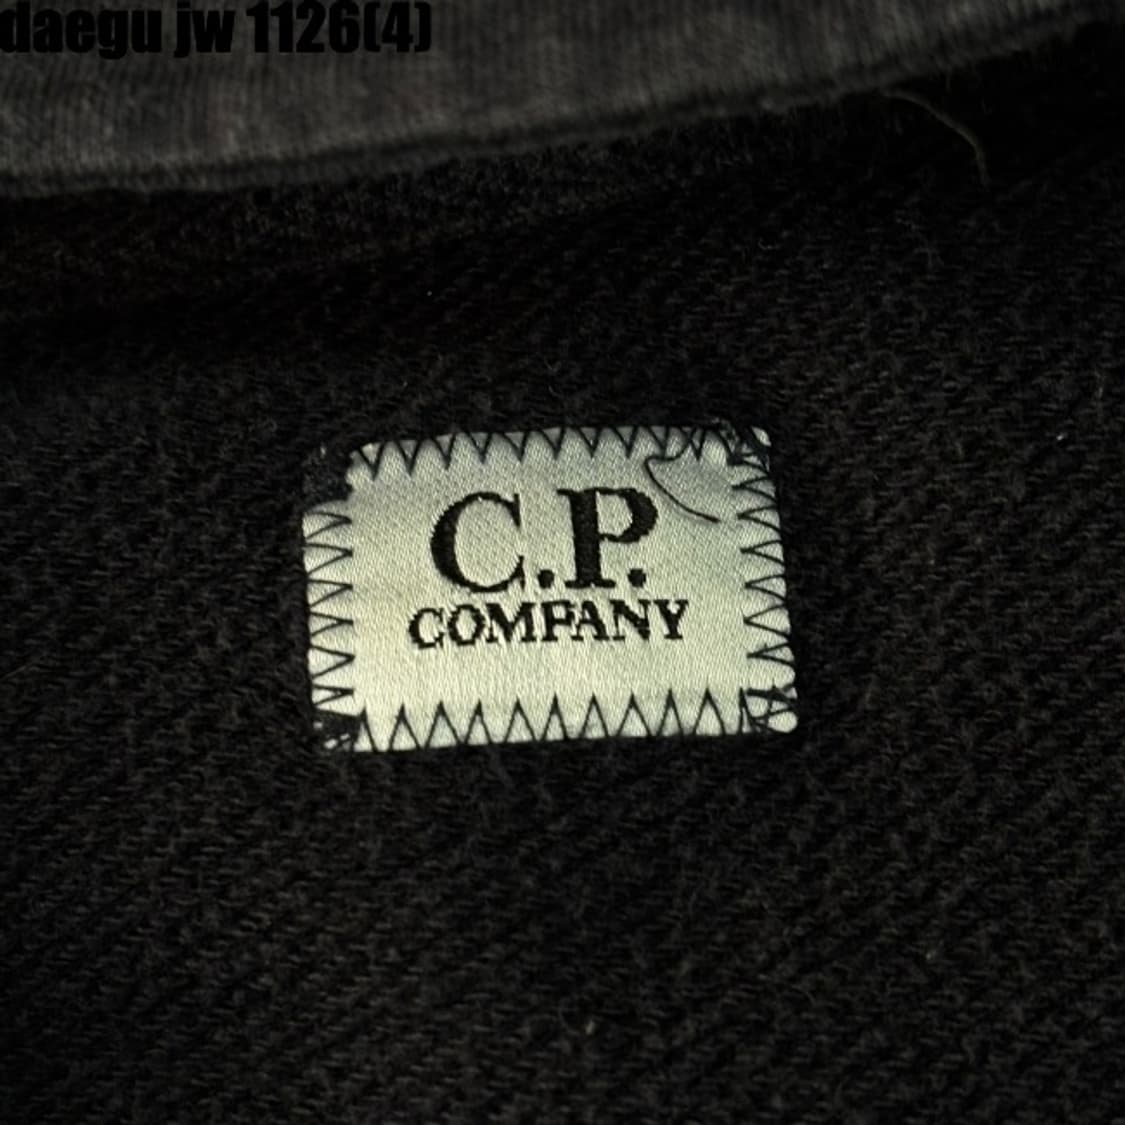 daegu jw 1126(4)
C.P.
COMPANY